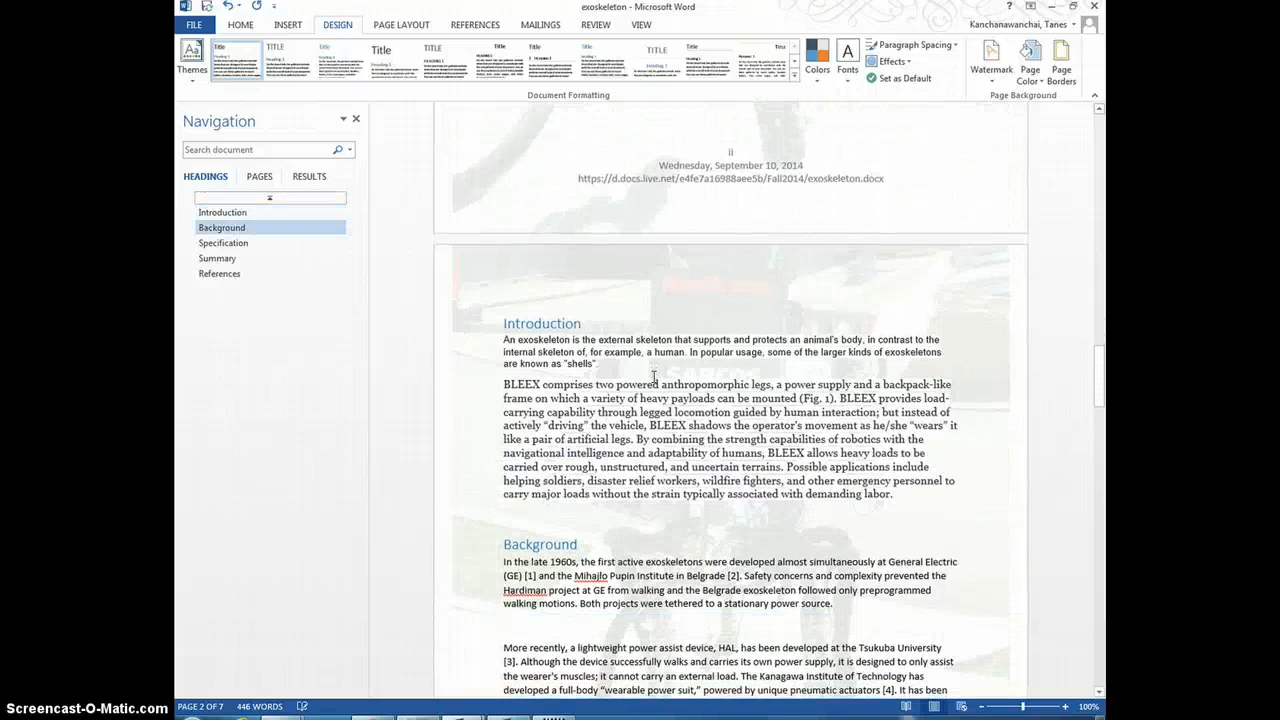 exoskeleton - Microsoft Word
FILE HOME INSERT DESIGN PAGE LAYOUT REFERENCES MAILINGS REVIEW VIEW
Kanchanawanchai, Tanes
Themes
Colors
Fonts
Paragraph Spacing
Effects
Set as Default
Watermark
Page Color
Page Borders
Document Formatting
Page Background
Navigation
Search document
HEADINGS PAGES RESULTS
Introduction
Background
Specification
Summary
References
ii
Wednesday, September 10, 2014
https://d.docs.live.net/e4fe7a16988aee5b/Fall2014/exoskeleton.docx
Introduction
An exoskeleton is the external skeleton that supports and protects an animal's body, in contrast to the
internal skeleton of, for example, a human. In popular usage, some of the larger kinds of exoskeletons
are known as "shells".
BLEEX comprises two powered anthropomorphic legs, a power supply and a backpack-like
frame on which a variety of heavy payloads can be mounted (Fig. 1). BLEEX provides load-
carrying capability through legged locomotion guided by human interaction; but instead of
actively “driving” the vehicle, BLEEX shadows the operator's movement as he/she “wears” it
like a pair of artificial legs. By combining the strength capabilities of robotics with the
navigational intelligence and adaptability of humans, BLEEX allows heavy loads to be
carried over rough, unstructured, and uncertain terrains. Possible applications include
helping soldiers, disaster relief workers, wildfire fighters, and other emergency personnel to
carry major loads without the strain typically associated with demanding labor.
Background
In the late 1960s, the first active exoskeletons were developed almost simultaneously at General Electric
(GE) [1] and the Mihajlo Pupin Institute in Belgrade [2]. Safety concerns and complexity prevented the
Hardiman project at GE from walking and the Belgrade exoskeleton followed only preprogrammed
walking motions. Both projects were tethered to a stationary power source.
More recently, a lightweight power assist device, HAL, has been developed at the Tsukuba University
[3]. Although the device successfully walks and carries its own power supply, it is designed to only assist
the wearer's muscles; it cannot carry an external load. The Kanagawa Institute of Technology has
developed a full-body “wearable power suit,” powered by unique pneumatic actuators [4]. It has been
PAGE 2 OF 7 446 WORDS
100%
Screencast-O-Matic.com